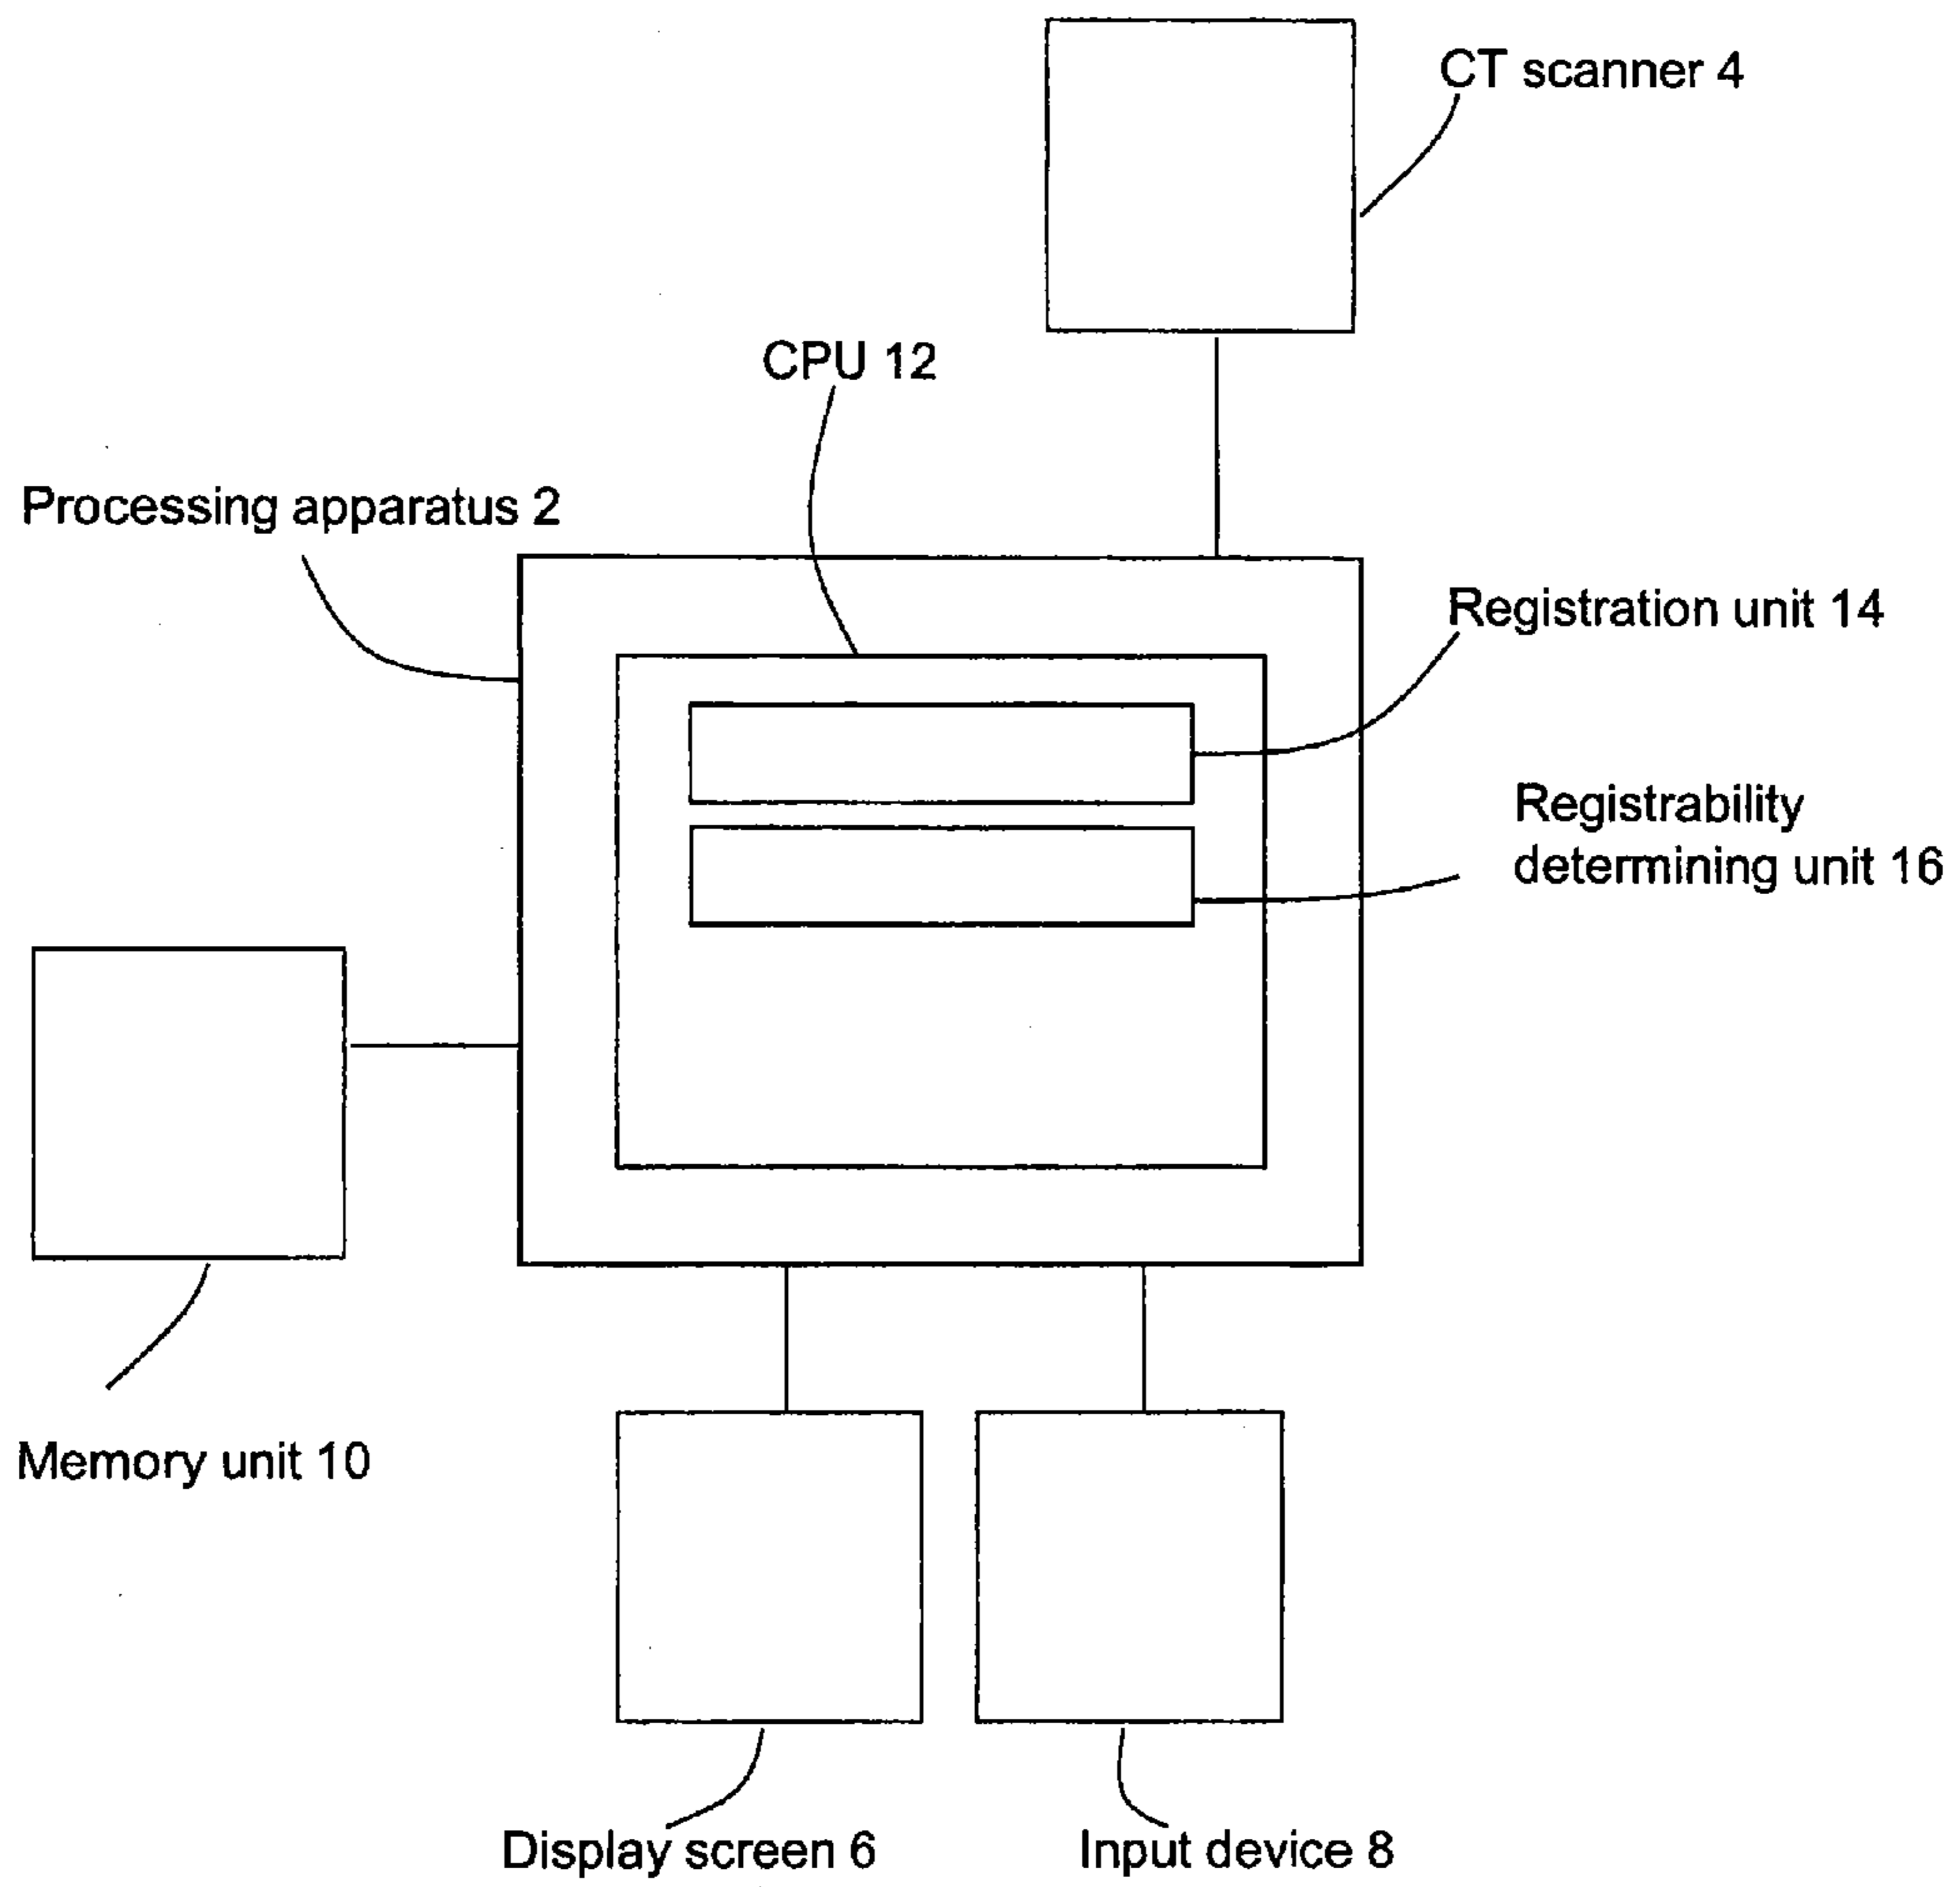 CT scanner 4
CPU 12
Processing apparatus 2
Registration unit 14
Registrability
determining unit 16
Memory unit 10
Display screen 6
Input device 8